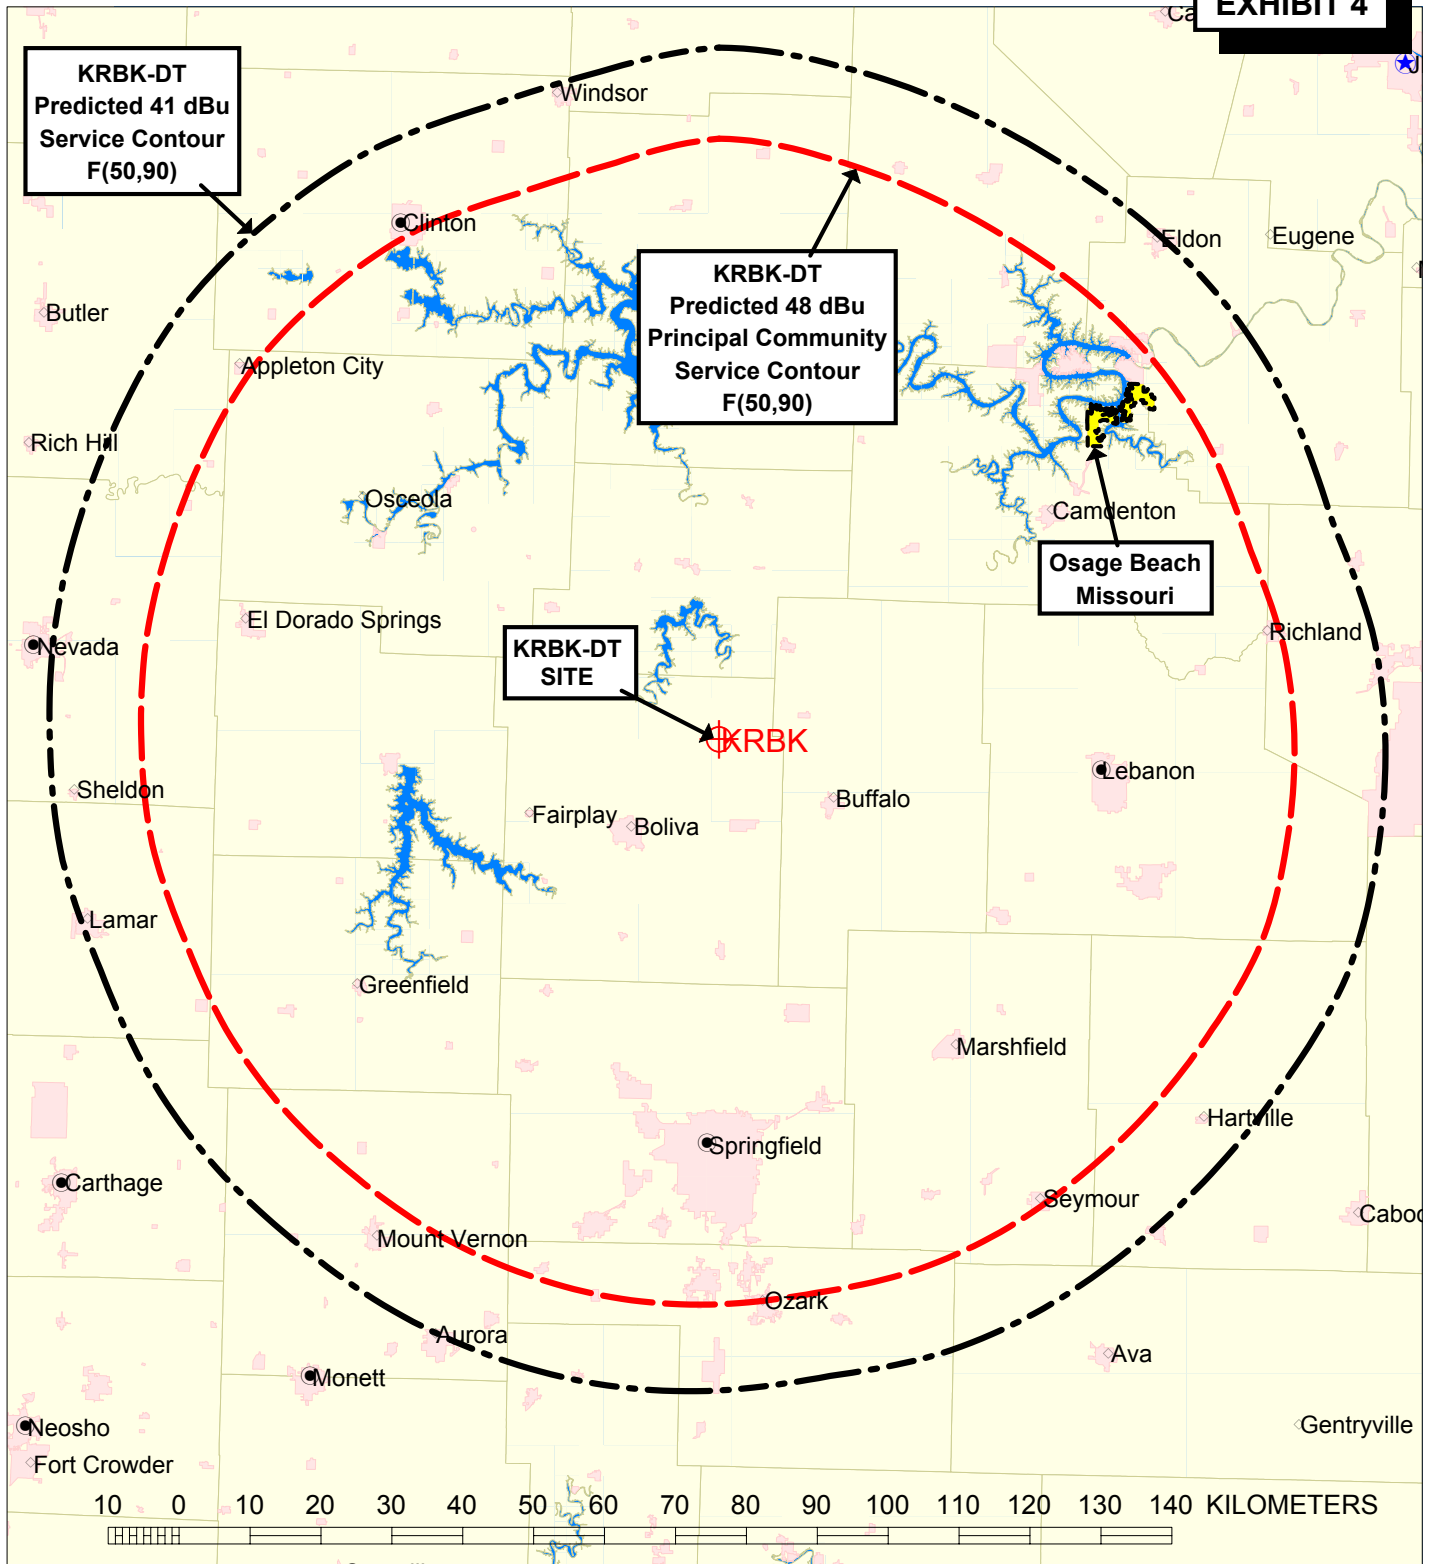 EXHIBIT 4
KRBK-DT
Predicted 41 dBu
Service Contour
F(50,90)
Windsor
Clinton
KRBK-DT
Predicted 48 dBu
Principal Community
Service Contour
F(50,90)
Eldon
Eugene
Butler
Appleton City
Rich Hill
Osceola
Camdenton
Osage Beach
Missouri
El Dorado Springs
Richland
Nevada
KRBK-DT
SITE
KRBK
Lebanon
Sheldon
Buffalo
Fairplay
Boliva
Lamar
Greenfield
Marshfield
Hartville
Springfield
Carthage
Seymour
Mount Vernon
Ozark
Aurora
Ava
Monett
Neosho
Gentryville
Fort Crowder
10 0 10 20 30 40 50 60 70 80 90 100 110 120 130 140 KILOMETERS